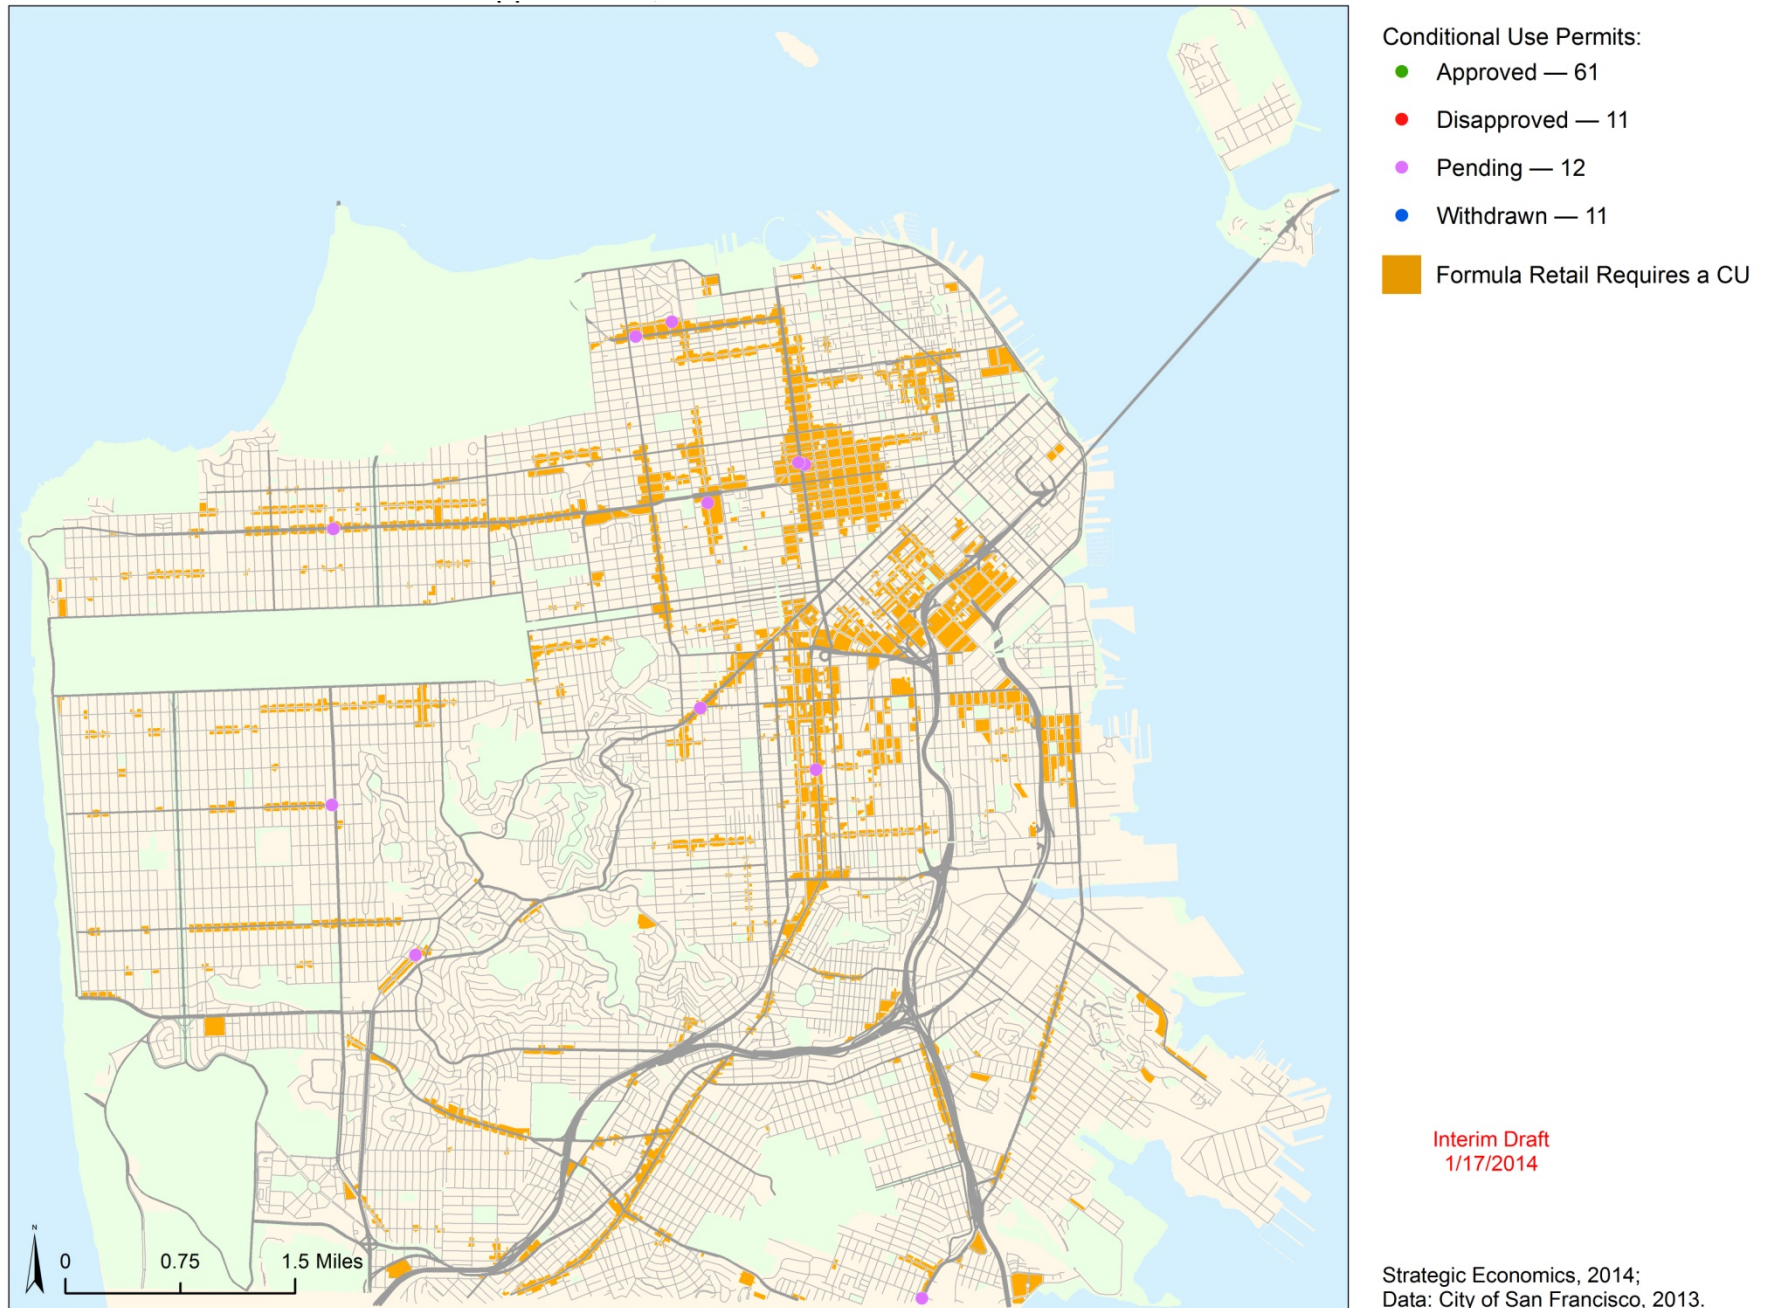 Conditional Use Permits:
Approved — 61
Disapproved — 11
Pending — 12
Withdrawn — 11
Formula Retail Requires a CU
Interim Draft
1/17/2014
N
0 0.75 1.5 Miles
Strategic Economics, 2014;
Data: City of San Francisco, 2013.